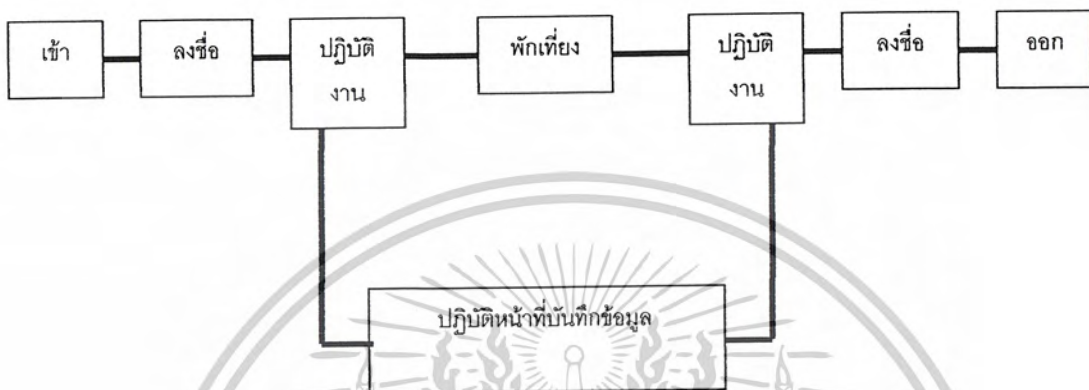 เข้า
ลงชื่อ
ปฏิบัติ
งาน
พักเที่ยง
ปฏิบัติ
งาน
ลงชื่อ
ออก
ปฏิบัติหน้าที่บันทึกข้อมูล